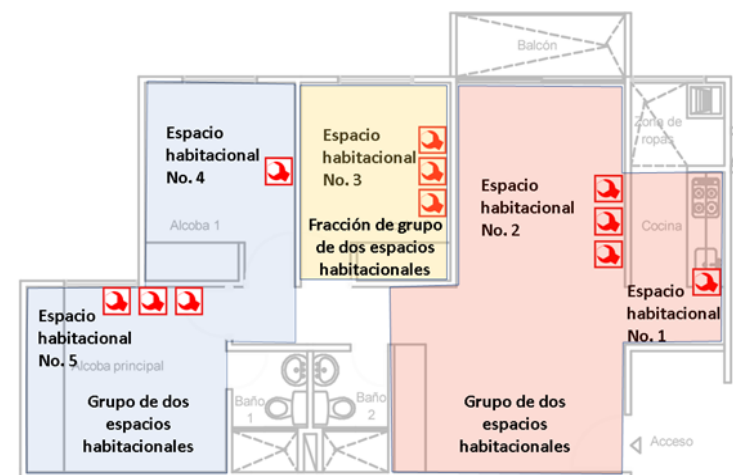 Balcón
Espacio
habitacional
No. 4
Espacio
habitacional
No. 3
Zona de
ropas
Espacio
habitacional
No. 2
Alcoba 1
Fracción de grupo
de dos espacios
habitacionales
Cocina
Espacio
habitacional
No. 1
Espacio
habitacional
No. 5
Alcoba principal
Grupo de dos
espacios
habitacionales
Baño
1
Baño
2
Grupo de dos
espacios
habitacionales
Acceso